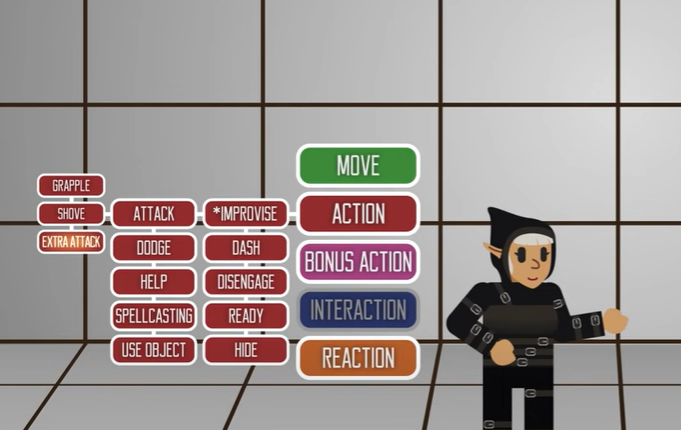 MOVE
GRAPPLE
SHOVE
ATTACK
*IMPROVISE
ACTION
EXTRA ATTACK
DODGE
DASH
BONUS ACTION
HELP
DISENGAGE
INTERACTION
SPELLCASTING
READY
USE OBJECT
HIDE
REACTION